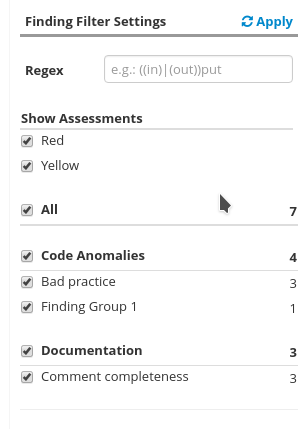 Finding Filter Settings Apply
Regex e.g.: ((in)|(out))put
Show Assessments
Red
Yellow
All 7
Code Anomalies 4
Bad practice 3
Finding Group 1 1
Documentation 3
Comment completeness 3